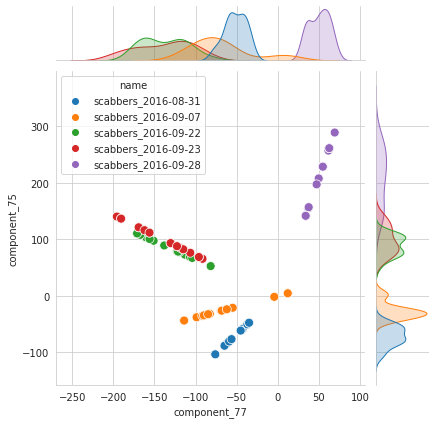 name
scabbers_2016-08-31
scabbers_2016-09-07
scabbers_2016-09-22
scabbers_2016-09-23
scabbers_2016-09-28
300
200
100
0
−100
component_75
−250
−200
−150
−100
−50
0
50
100
component_77